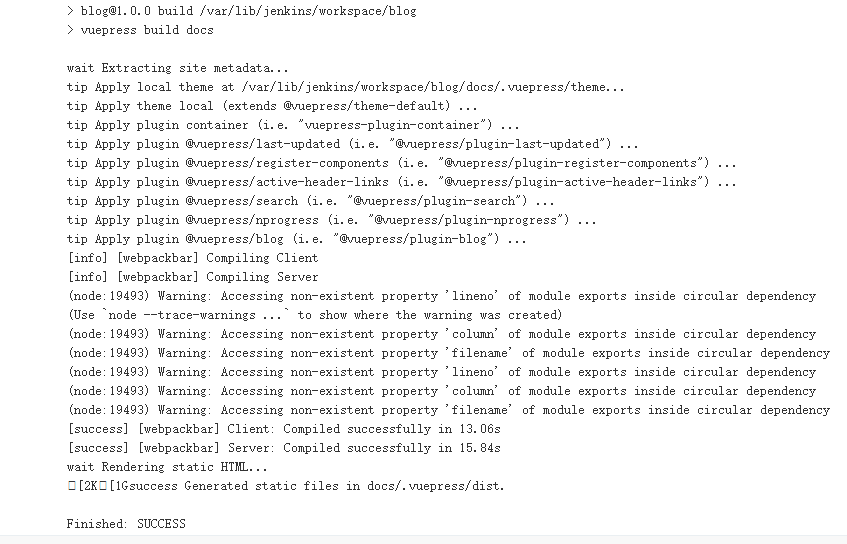 > blog@1.0.0 build /var/lib/jenkins/workspace/blog
> vuepress build docs
wait Extracting site metadata...
tip Apply local theme at /var/lib/jenkins/workspace/blog/docs/.vuepress/theme...
tip Apply theme local (extends @vuepress/theme-default) ...
tip Apply plugin container (i.e. "vuepress-plugin-container") ...
tip Apply plugin @vuepress/last-updated (i.e. "@vuepress/plugin-last-updated") ...
tip Apply plugin @vuepress/register-components (i.e. "@vuepress/plugin-register-components") ...
tip Apply plugin @vuepress/active-header-links (i.e. "@vuepress/plugin-active-header-links") ...
tip Apply plugin @vuepress/search (i.e. "@vuepress/plugin-search") ...
tip Apply plugin @vuepress/nprogress (i.e. "@vuepress/plugin-nprogress") ...
tip Apply plugin @vuepress/blog (i.e. "@vuepress/plugin-blog") ...
[info] [webpackbar] Compiling Client
[info] [webpackbar] Compiling Server
(node:19493) Warning: Accessing non-existent property 'lineno' of module exports inside circular dependency
(Use `node --trace-warnings ...` to show where the warning was created)
(node:19493) Warning: Accessing non-existent property 'column' of module exports inside circular dependency
(node:19493) Warning: Accessing non-existent property 'filename' of module exports inside circular dependency
(node:19493) Warning: Accessing non-existent property 'lineno' of module exports inside circular dependency
(node:19493) Warning: Accessing non-existent property 'column' of module exports inside circular dependency
(node:19493) Warning: Accessing non-existent property 'filename' of module exports inside circular dependency
[success] [webpackbar] Client: Compiled successfully in 13.06s
[success] [webpackbar] Server: Compiled successfully in 15.84s
wait Rendering static HTML...
□[2K□[1Gsuccess Generated static files in docs/.vuepress/dist.
Finished: SUCCESS